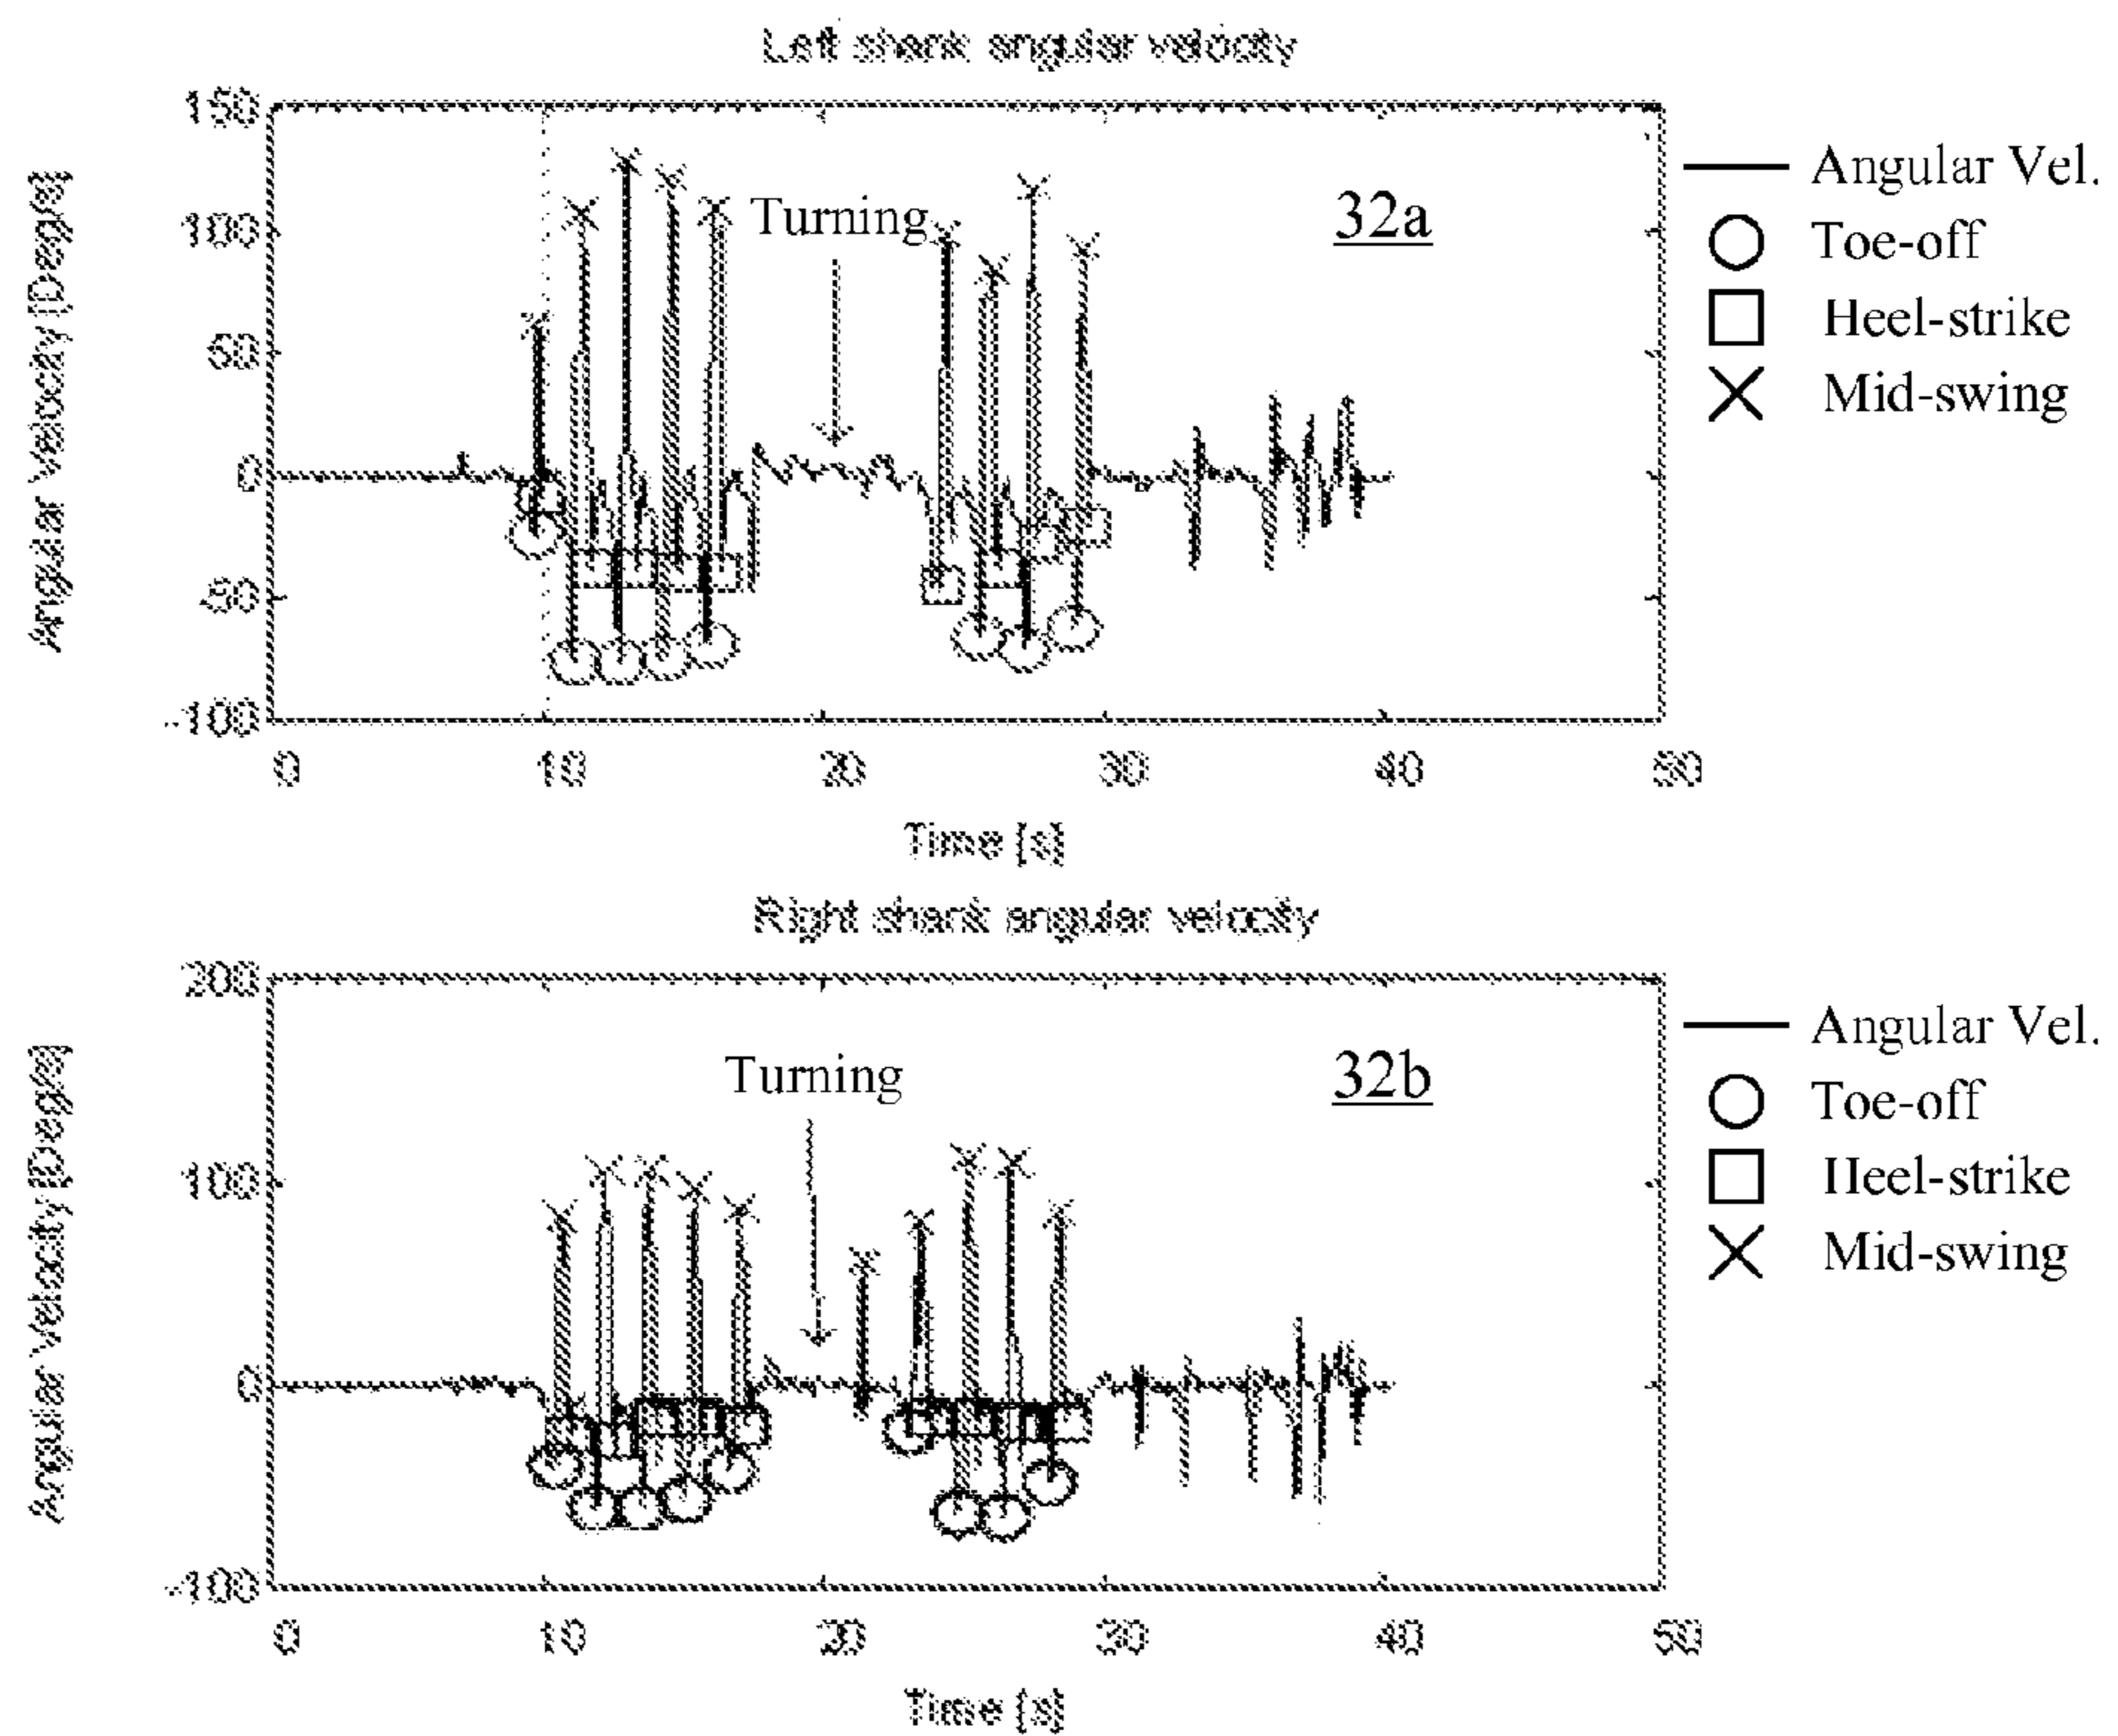 Left shank angular velocity
150
100
50
0
-50
-100
Angular Velocity [Deg/s]
Turning
32a
Angular Vel.
Toe-off
Heel-strike
Mid-swing
0 10 20 30 40 50
Time [s]
Right shank angular velocity
200
100
0
-100
Angular Velocity [Deg/s]
Turning
32b
Angular Vel.
Toe-off
Heel-strike
Mid-swing
0 10 20 30 40 50
Time [s]